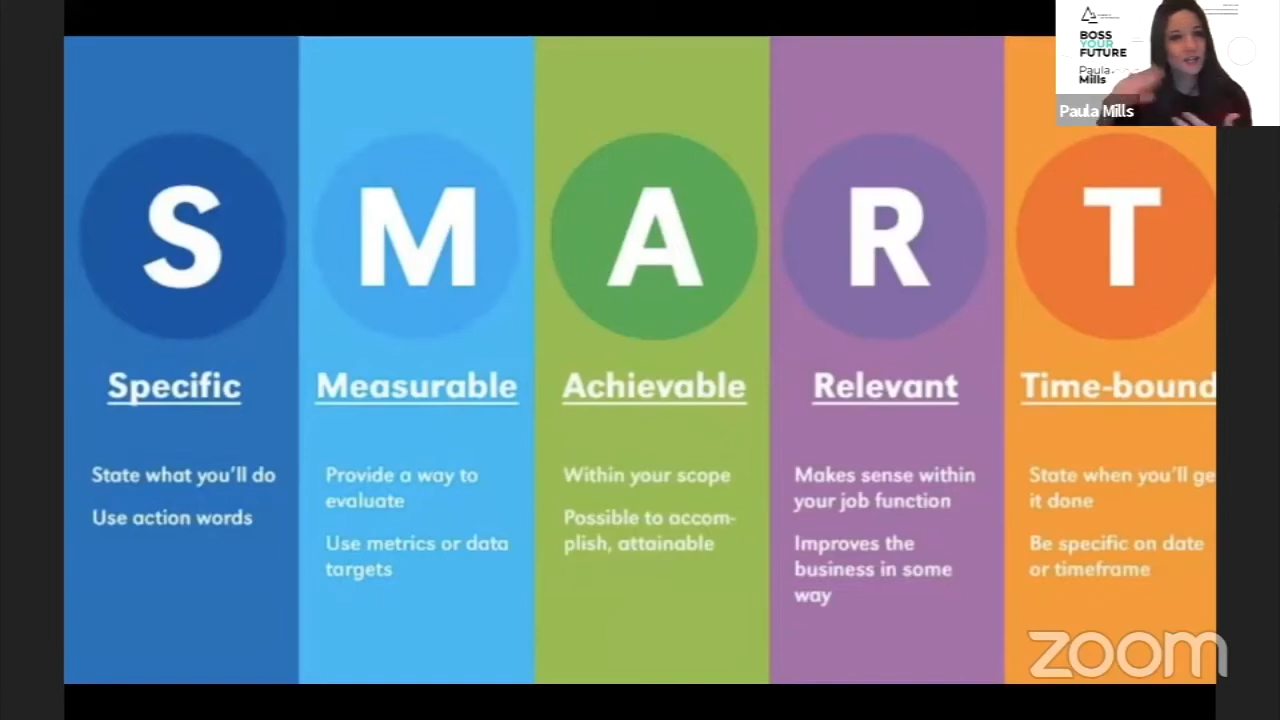 BOSS
YOUR
FUTURE
Paula
Mills
Paula Mills
S
M
A
R
T
Specific
State what you'll do
Use action words
Measurable
Provide a way to
evaluate
Use metrics or data
targets
Achievable
Within your scope
Possible to accom-
plish, attainable
Relevant
Makes sense within
your job function
Improves the
business in some
way
Time-bound
State when you'll ge
it done
Be specific on date
or timeframe
zoom